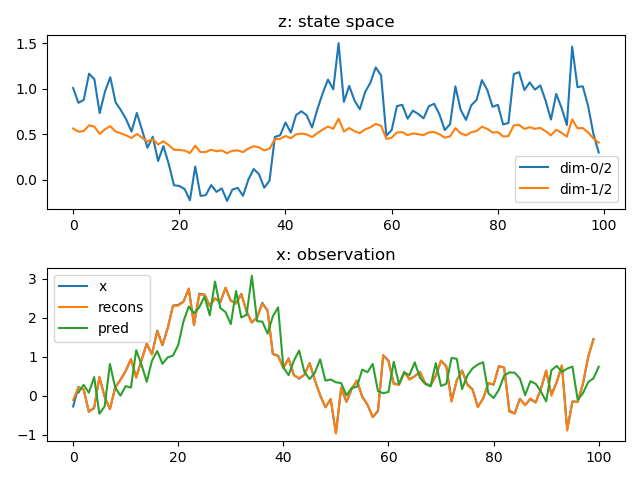 z: state space
1.5
1.0
0.5
0.0
dim-0/2
dim-1/2
0 20 40 60 80 100
x: observation
3
2
1
0
−1
x
recons
pred
0 20 40 60 80 100